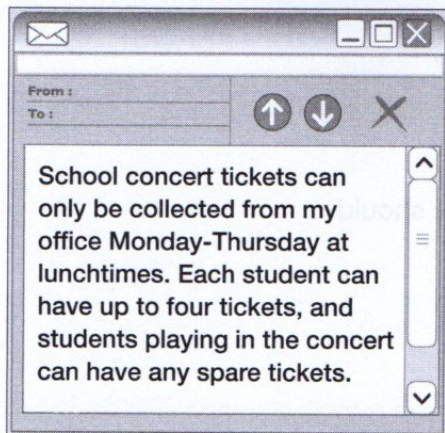 From :
To :
School concert tickets can
only be collected from my
office Monday-Thursday at
lunchtimes. Each student can
have up to four tickets, and
students playing in the concert
can have any spare tickets.